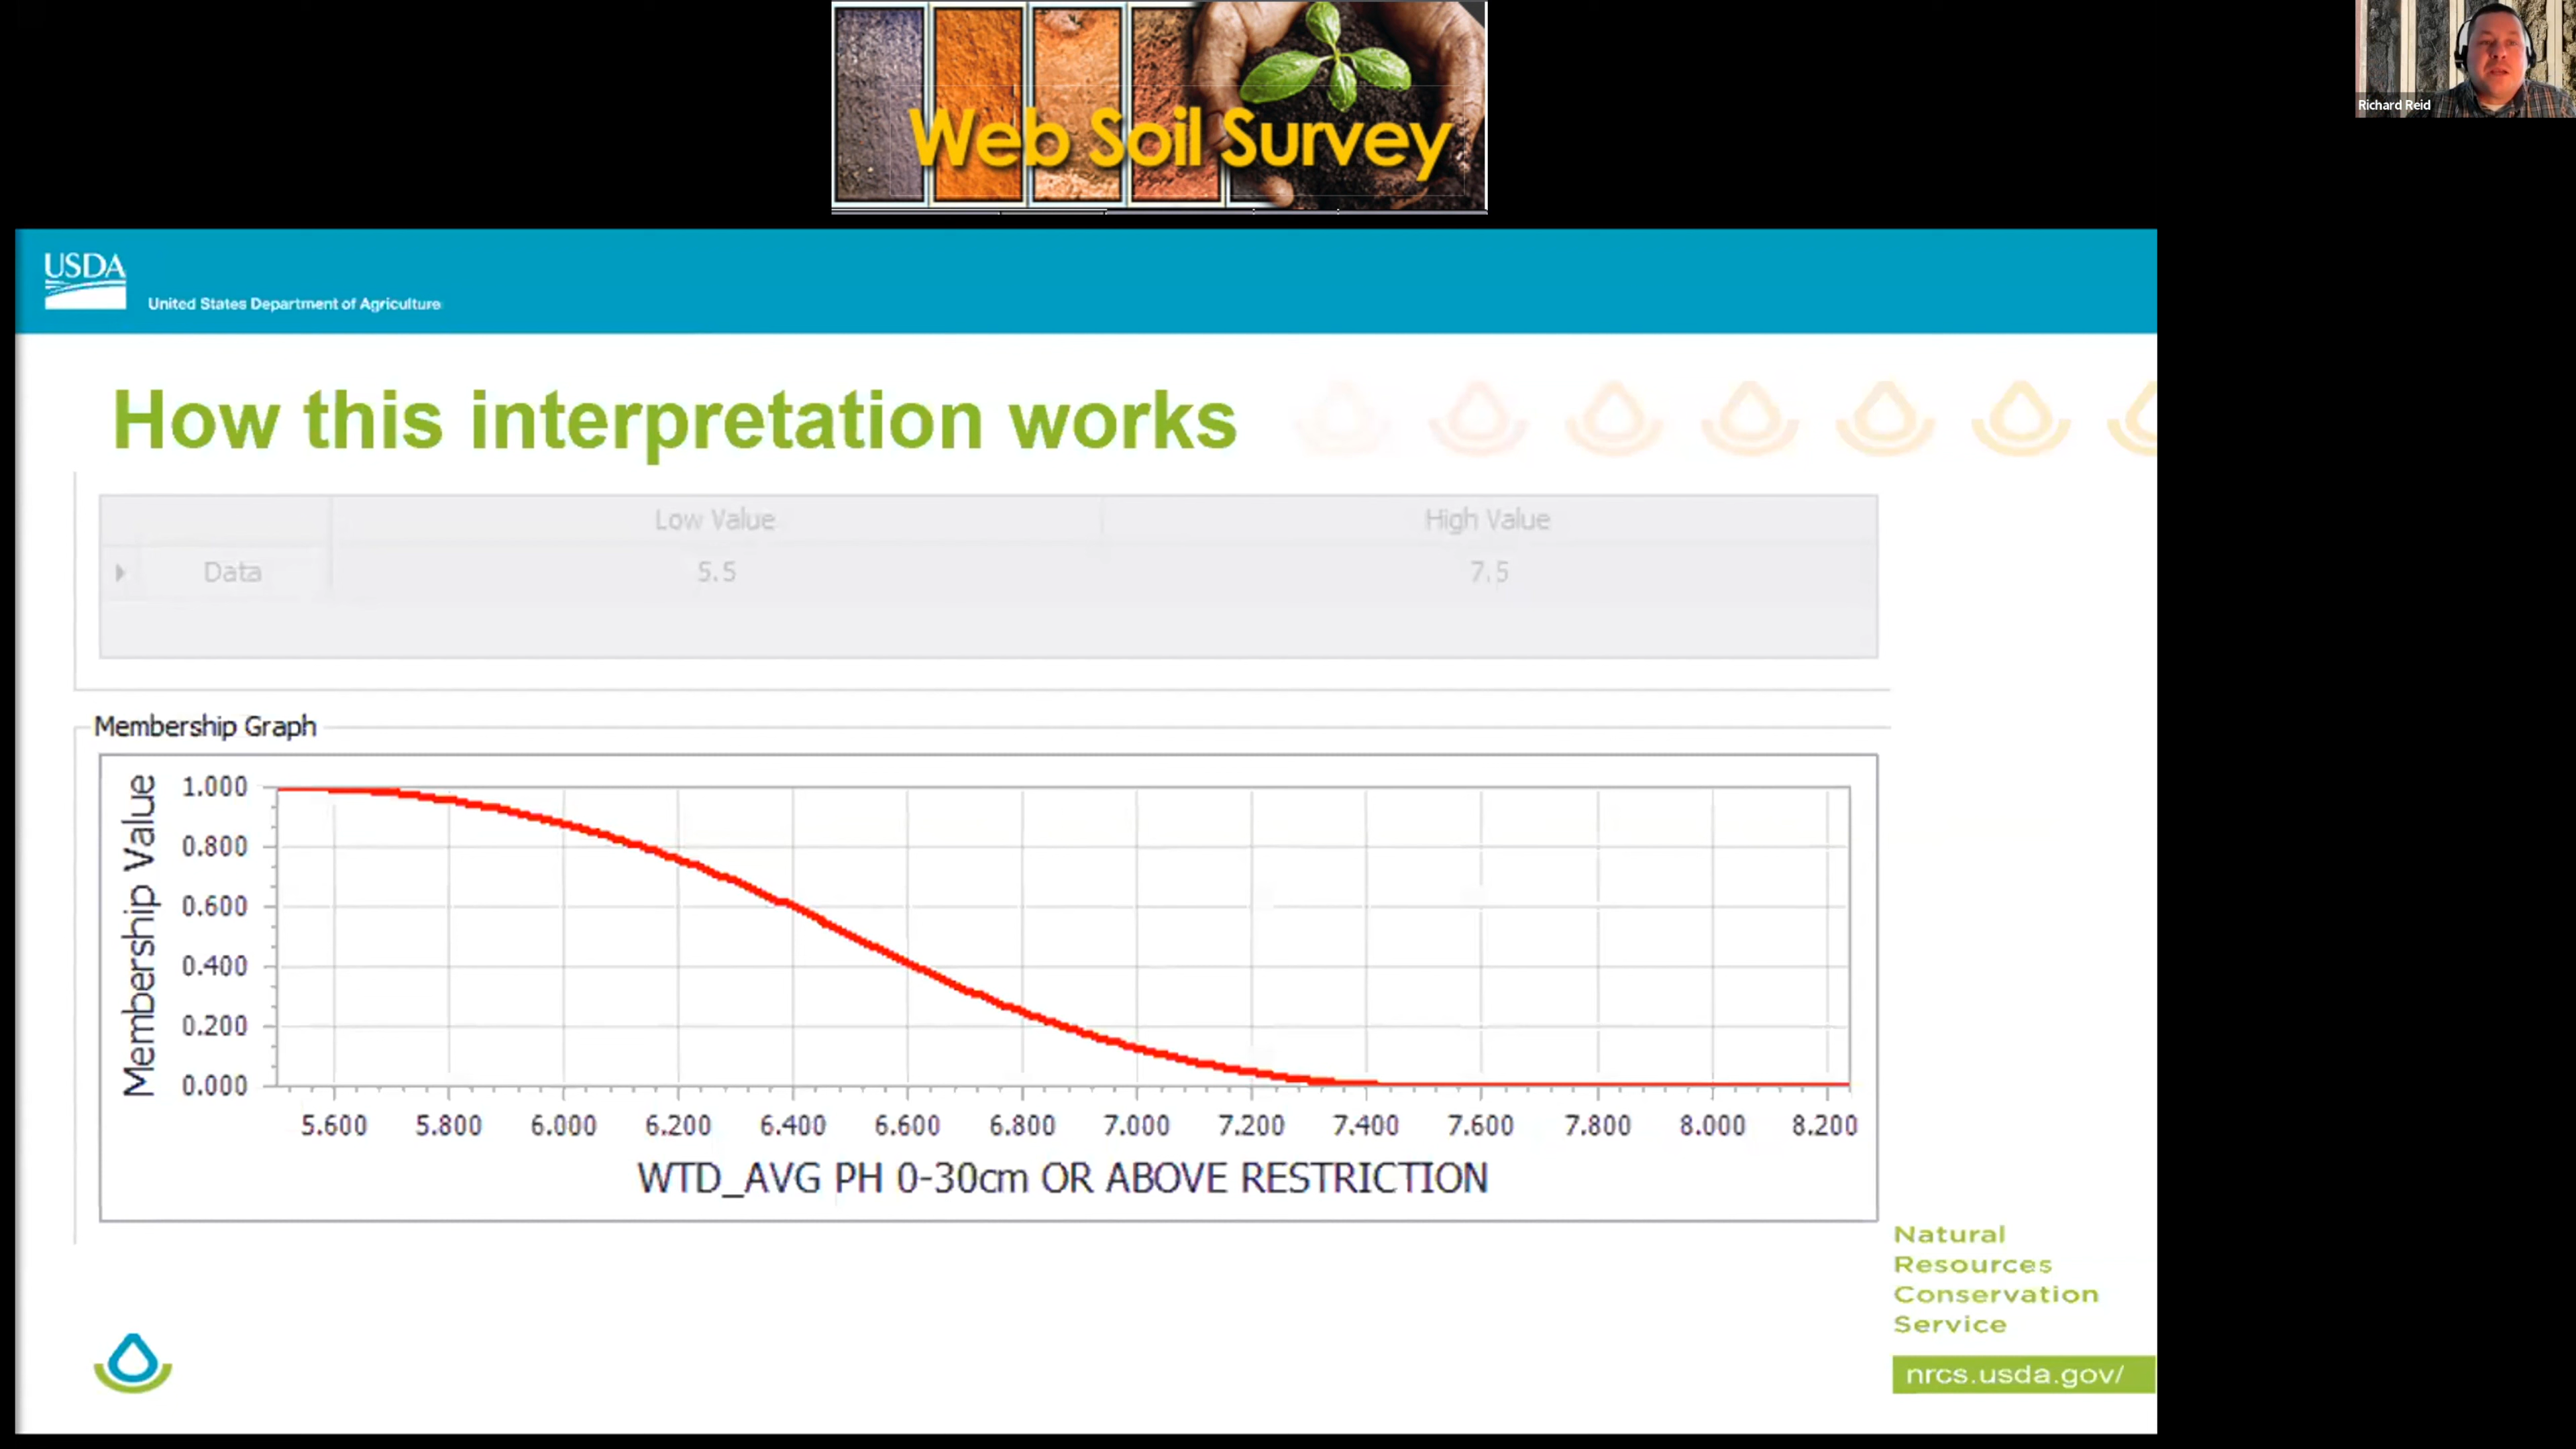 Web Soil Survey
Richard Reid
USDA
United States Department of Agriculture
How this interpretation works
Low Value High Value
Data 5.5 7.5
Membership Graph
Membership Value
1.000
0.800
0.600
0.400
0.200
0.000
5.600 5.800 6.000 6.200 6.400 6.600 6.800 7.000 7.200 7.400 7.600 7.800 8.000 8.200
WTD_AVG PH 0-30cm OR ABOVE RESTRICTION
Natural
Resources
Conservation
Service
nrcs.usda.gov/